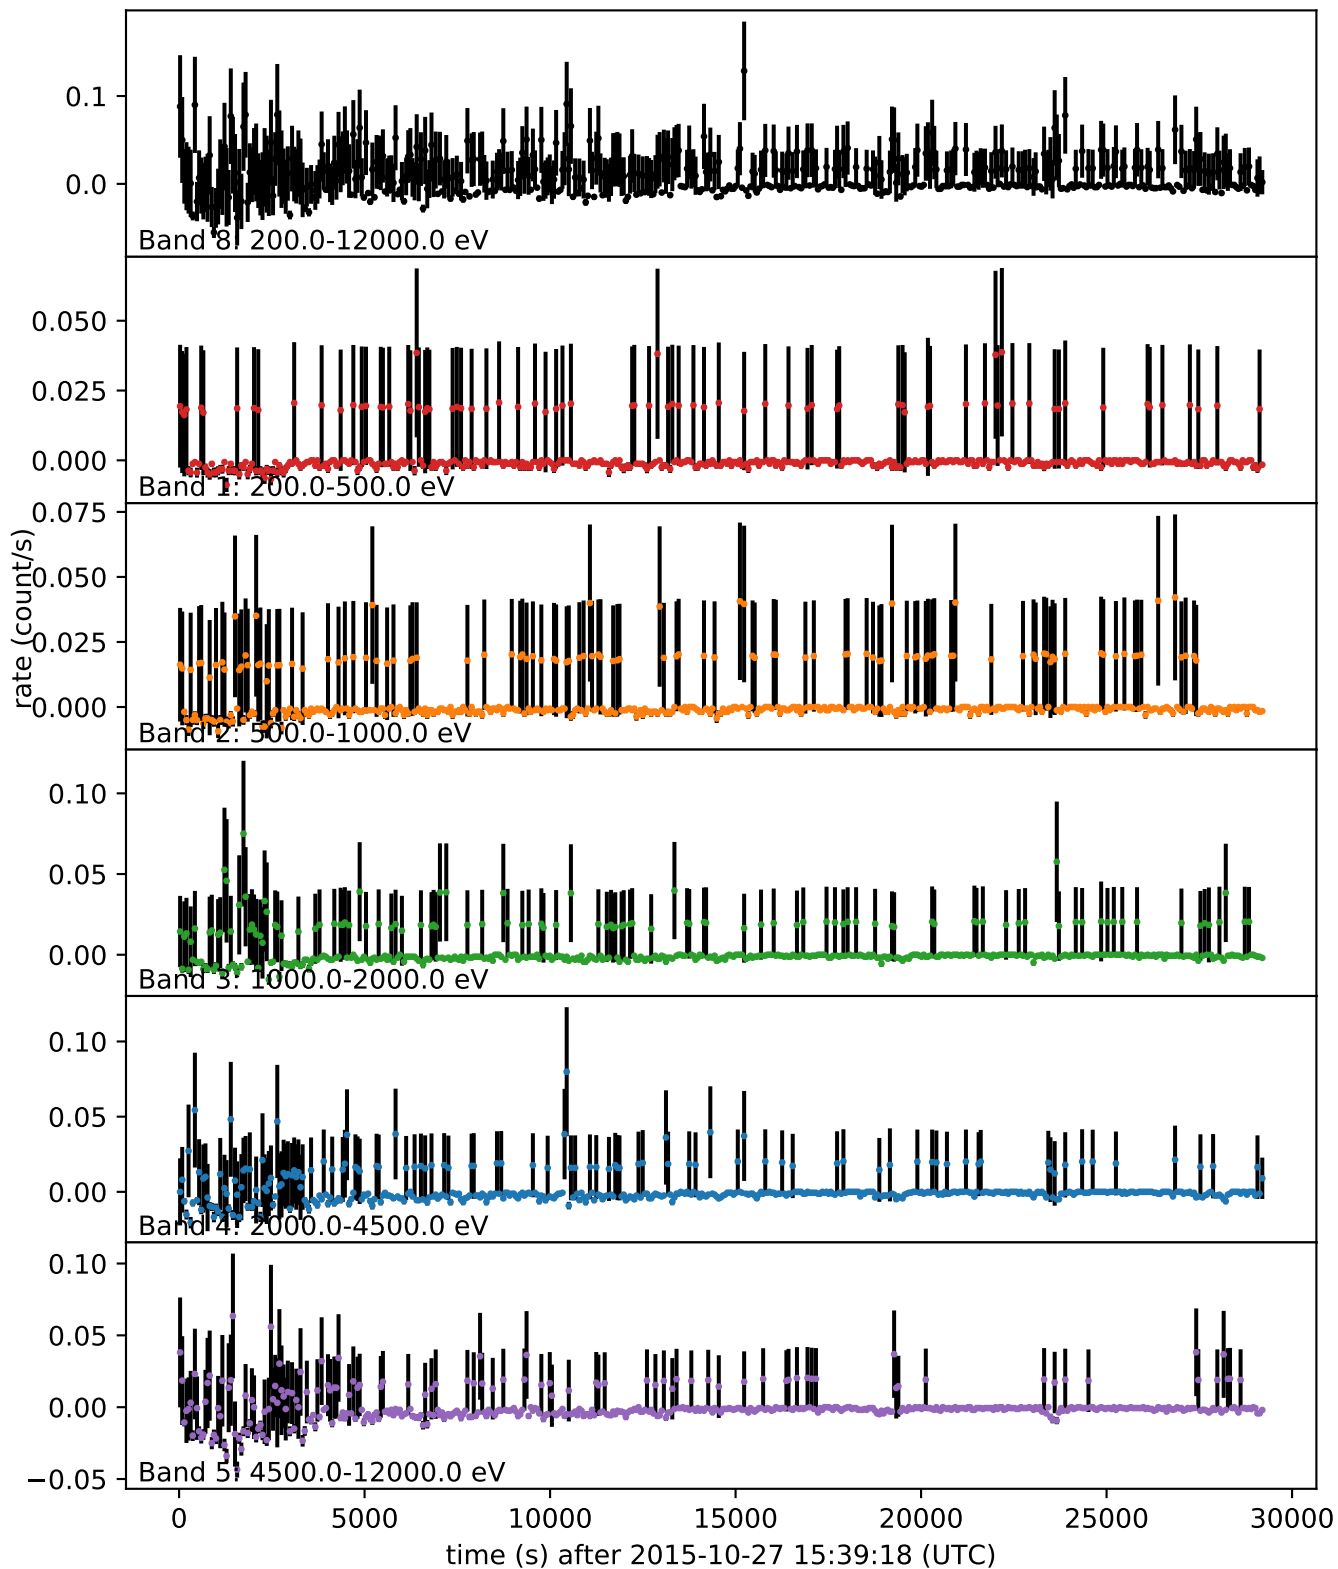 0.1
0.0
Band 8: 200.0-12000.0 eV
0.050
0.025
0.000
Band 1: 200.0-500.0 eV
rate (count/s)
0.075
0.050
0.025
0.000
Band 2: 500.0-1000.0 eV
0.10
0.05
0.00
Band 3: 1000.0-2000.0 eV
0.10
0.05
0.00
Band 4: 2000.0-4500.0 eV
0.10
0.05
0.00
−0.05
Band 5: 4500.0-12000.0 eV
0 5000 10000 15000 20000 25000 30000
time (s) after 2015-10-27 15:39:18 (UTC)